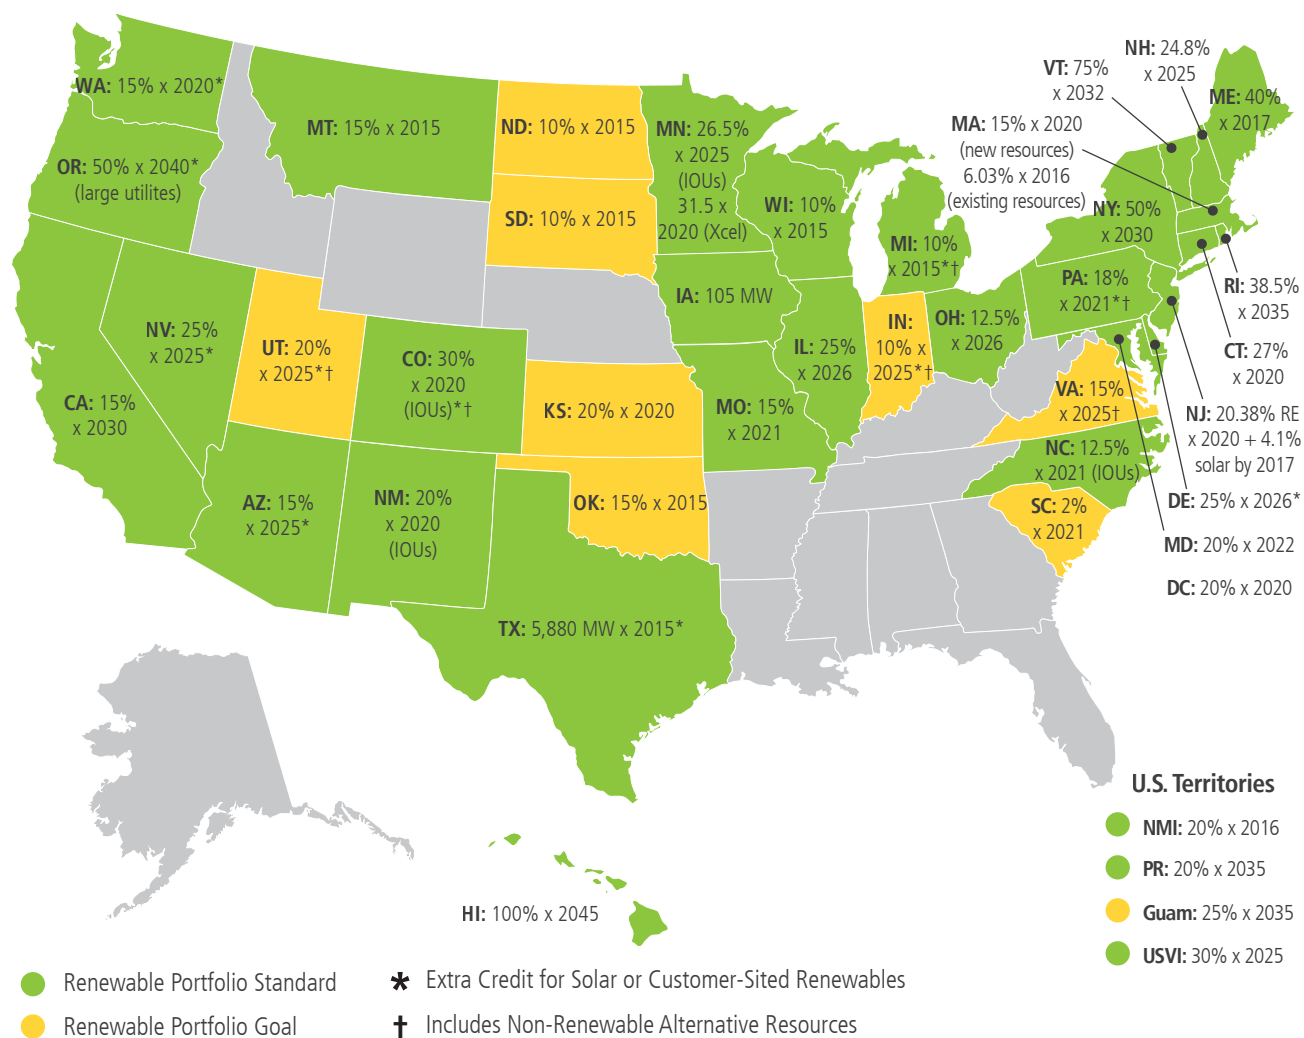 WA: 15% x 2020*
OR: 50% x 2040*
(large utilites)
MT: 15% x 2015
ND: 10% x 2015
SD: 10% x 2015
MN: 26.5%
x 2025
(IOUs)
31.5 x
2020 (Xcel)
WI: 10%
x 2015
MI: 10%
x 2015*†
IA: 105 MW
NV: 25%
x 2025*
UT: 20%
x 2025*†
CO: 30%
x 2020
(IOUs)*†
CA: 15%
x 2030
AZ: 15%
x 2025*
NM: 20%
x 2020
(IOUs)
KS: 20% x 2020
OK: 15% x 2015
TX: 5,880 MW x 2015*
MO: 15%
x 2021
IL: 25%
x 2026
IN:
10% x
2025*†
OH: 12.5%
x 2026
PA: 18%
x 2021*†
NY: 50%
x 2030
VT: 75%
x 2032
NH: 24.8%
x 2025
ME: 40%
x 2017
MA: 15% x 2020
(new resources)
6.03% x 2016
(existing resources)
RI: 38.5%
x 2035
CT: 27%
x 2020
NJ: 20.38% RE
x 2020 + 4.1%
solar by 2017
DE: 25% x 2026*
MD: 20% x 2022
DC: 20% x 2020
VA: 15%
x 2025†
NC: 12.5%
x 2021 (IOUs)
SC: 2%
x 2021
HI: 100% x 2045
U.S. Territories
NMI: 20% x 2016
PR: 20% x 2035
Guam: 25% x 2035
USVI: 30% x 2025
Renewable Portfolio Standard
Renewable Portfolio Goal
* Extra Credit for Solar or Customer-Sited Renewables
† Includes Non-Renewable Alternative Resources